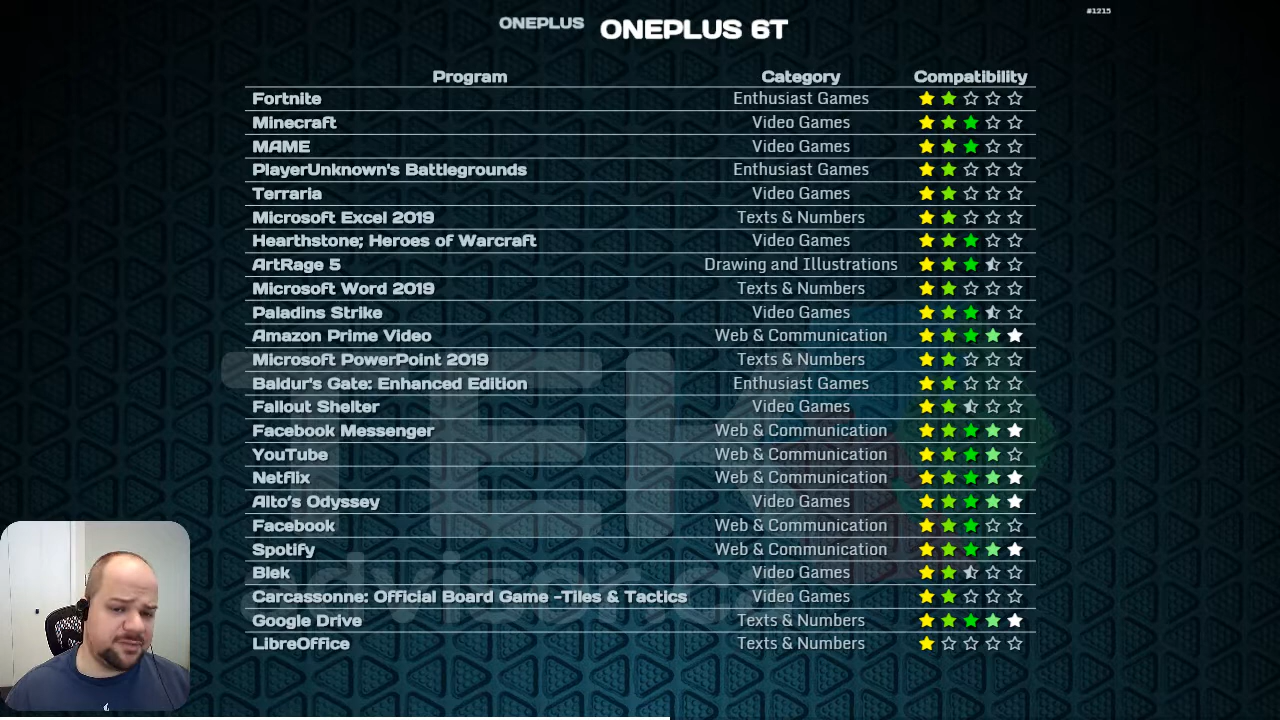 #1215
ONEPLUS ONEPLUS 6T
Program Category Compatibility
Fortnite Enthusiast Games
Minecraft Video Games
MAME Video Games
PlayerUnknown's Battlegrounds Enthusiast Games
Terraria Video Games
Microsoft Excel 2019 Texts & Numbers
Hearthstone; Heroes of Warcraft Video Games
ArtRage 5 Drawing and Illustrations
Microsoft Word 2019 Texts & Numbers
Paladins Strike Video Games
Amazon Prime Video Web & Communication
Microsoft PowerPoint 2019 Texts & Numbers
Baldur's Gate: Enhanced Edition Enthusiast Games
Fallout Shelter Video Games
Facebook Messenger Web & Communication
YouTube Web & Communication
Netflix Web & Communication
Alto’s Odyssey Video Games
Facebook Web & Communication
Spotify Web & Communication
Blek Video Games
Carcassonne: Official Board Game -Tiles & Tactics Video Games
Google Drive Texts & Numbers
LibreOffice Texts & Numbers